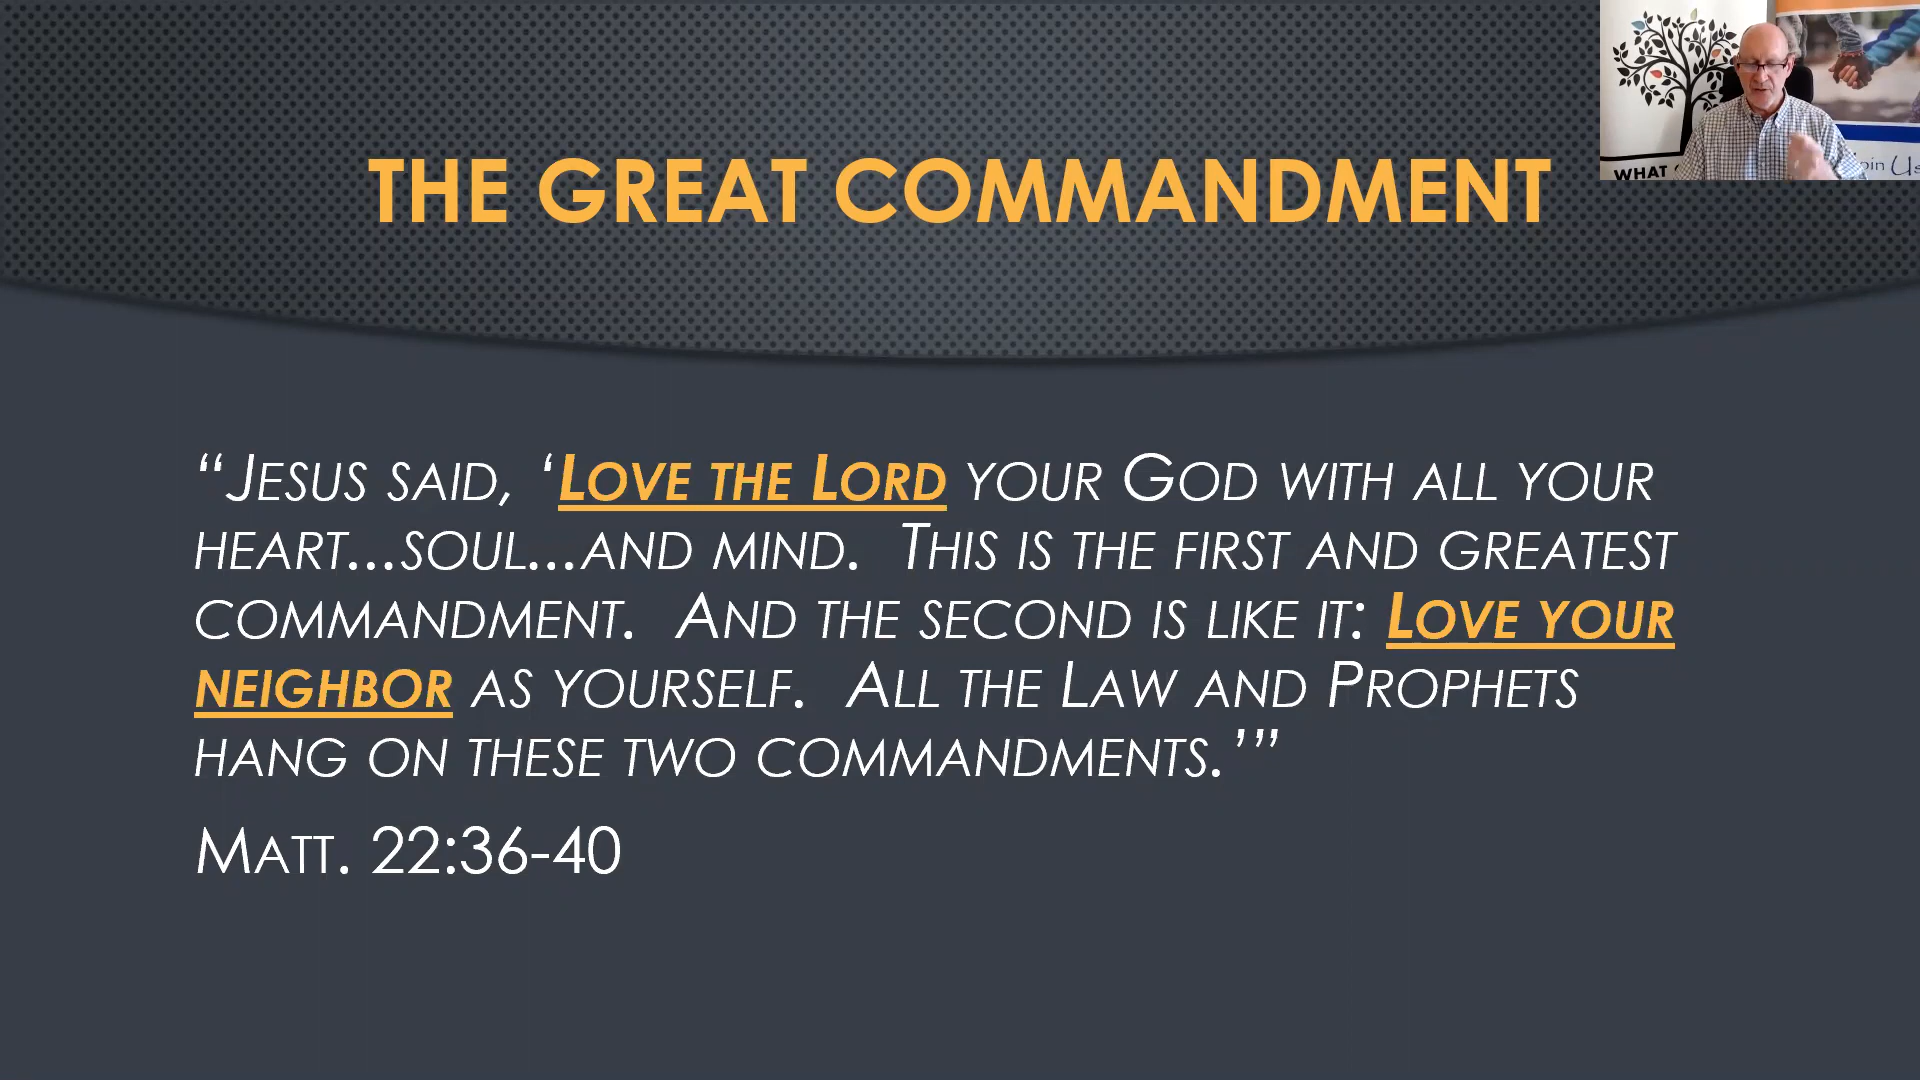 THE GREAT COMMANDMENT
WHAT
Join Us
“Jesus said, ‘Love the Lord your God with all your
heart...soul...and mind.  This is the first and greatest
commandment.  And the second is like it: Love your
neighbor as yourself.  All the Law and Prophets
hang on these two commandments.’”
Matt. 22:36-40